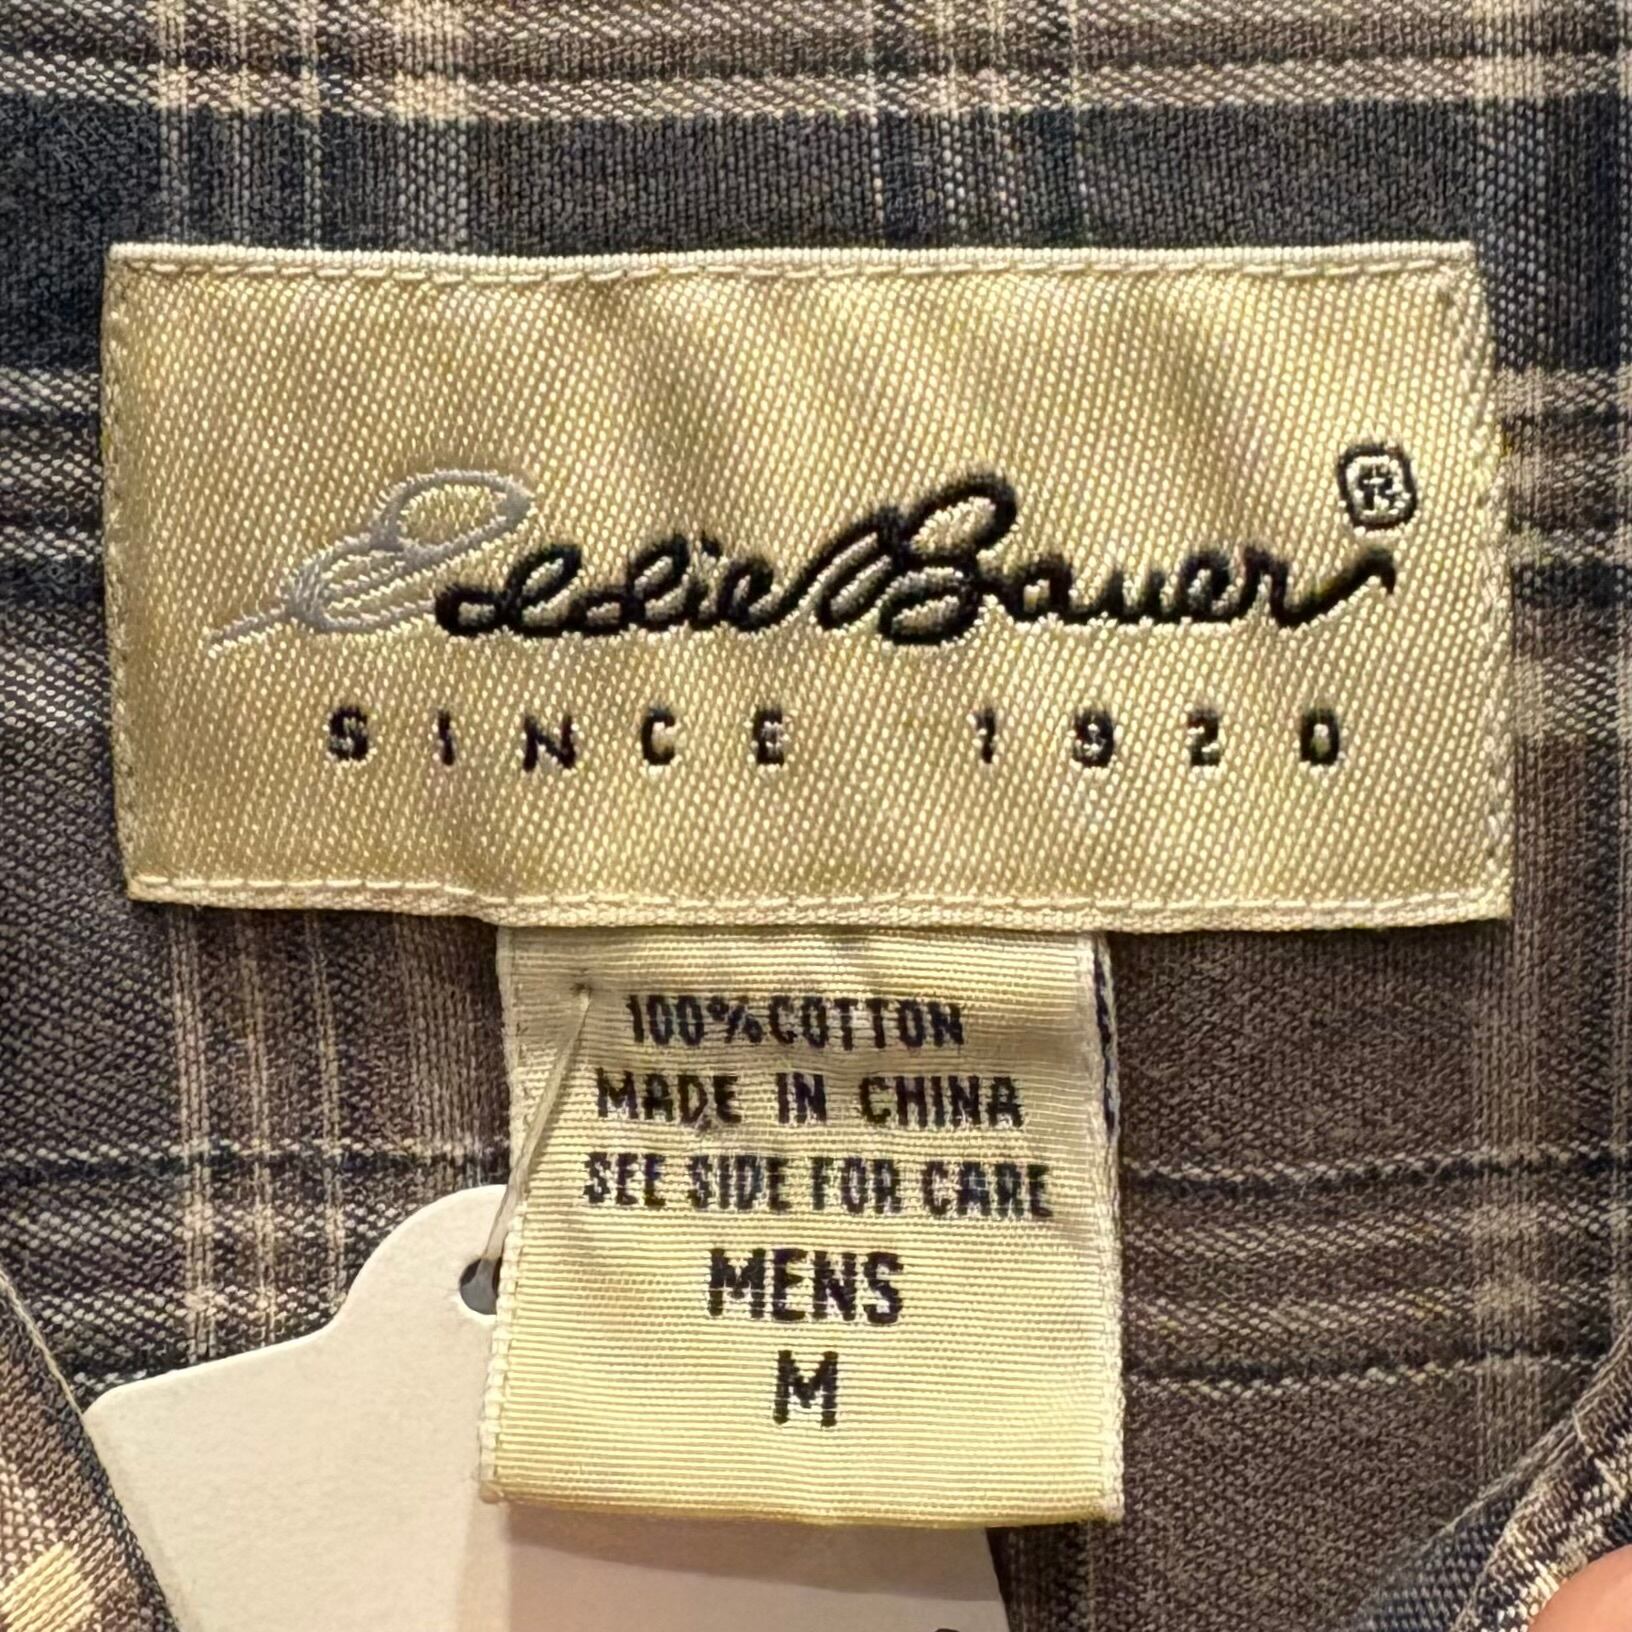 Eddie Bauer®
SINCE 1920
100% COTTON
MADE IN CHINA
SEE SIDE FOR CARE
MENS
M